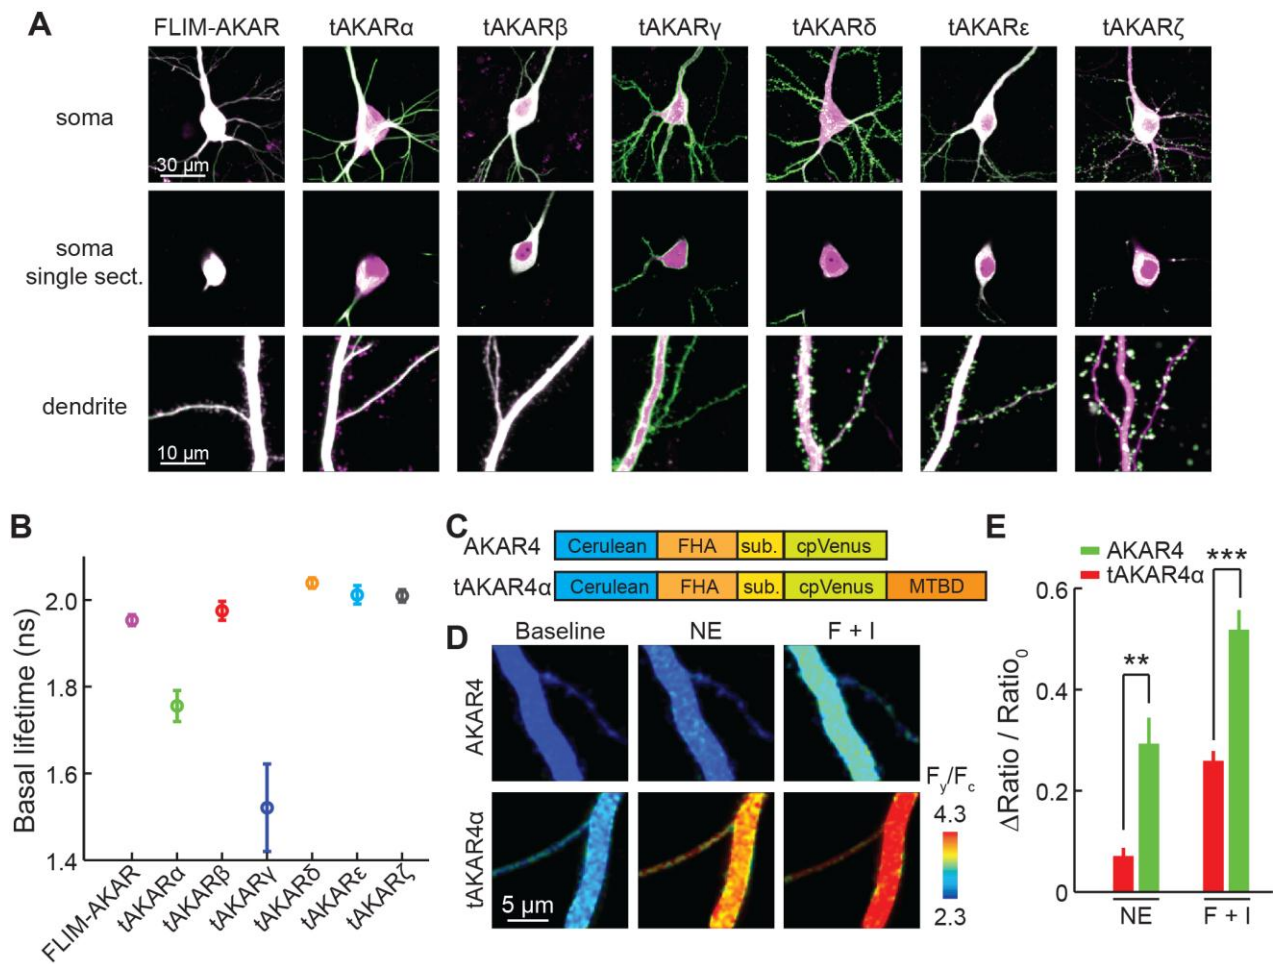 A
FLIM-AKAR tAKARα tAKARβ tAKARγ tAKARδ tAKARε tAKARζ
soma
30 µm
soma
single sect.
dendrite
10 µm
B
Basal lifetime (ns)
2.0
1.8
1.6
1.4
FLIM-AKAR tAKARα tAKARβ tAKARγ tAKARδ tAKARε tAKARζ
C
AKAR4 Cerulean FHA sub. cpVenus
tAKAR4α Cerulean FHA sub. cpVenus MTBD
D
Baseline NE F + I
AKAR4
tAKAR4α
5 µm
Fy/Fc
4.3
2.3
E
AKAR4
tAKAR4α
***
**
ΔRatio / Ratio0
0.6
0.4
0.2
0
NE F + I